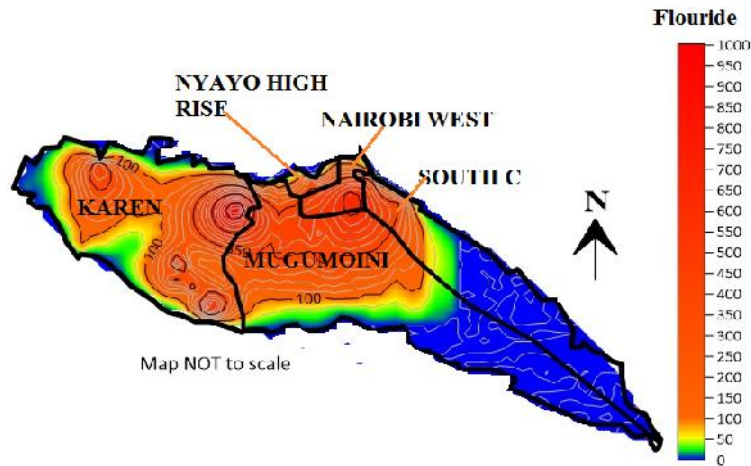 Flouride
NYAYO HIGH
RISE
NAIROBI WEST
SOUTH C
N
KAREN
MUGUMOINI
100
100
100
Map NOT to scale
1000
950
900
850
800
750
700
650
600
550
500
450
400
350
300
250
200
150
100
50
0